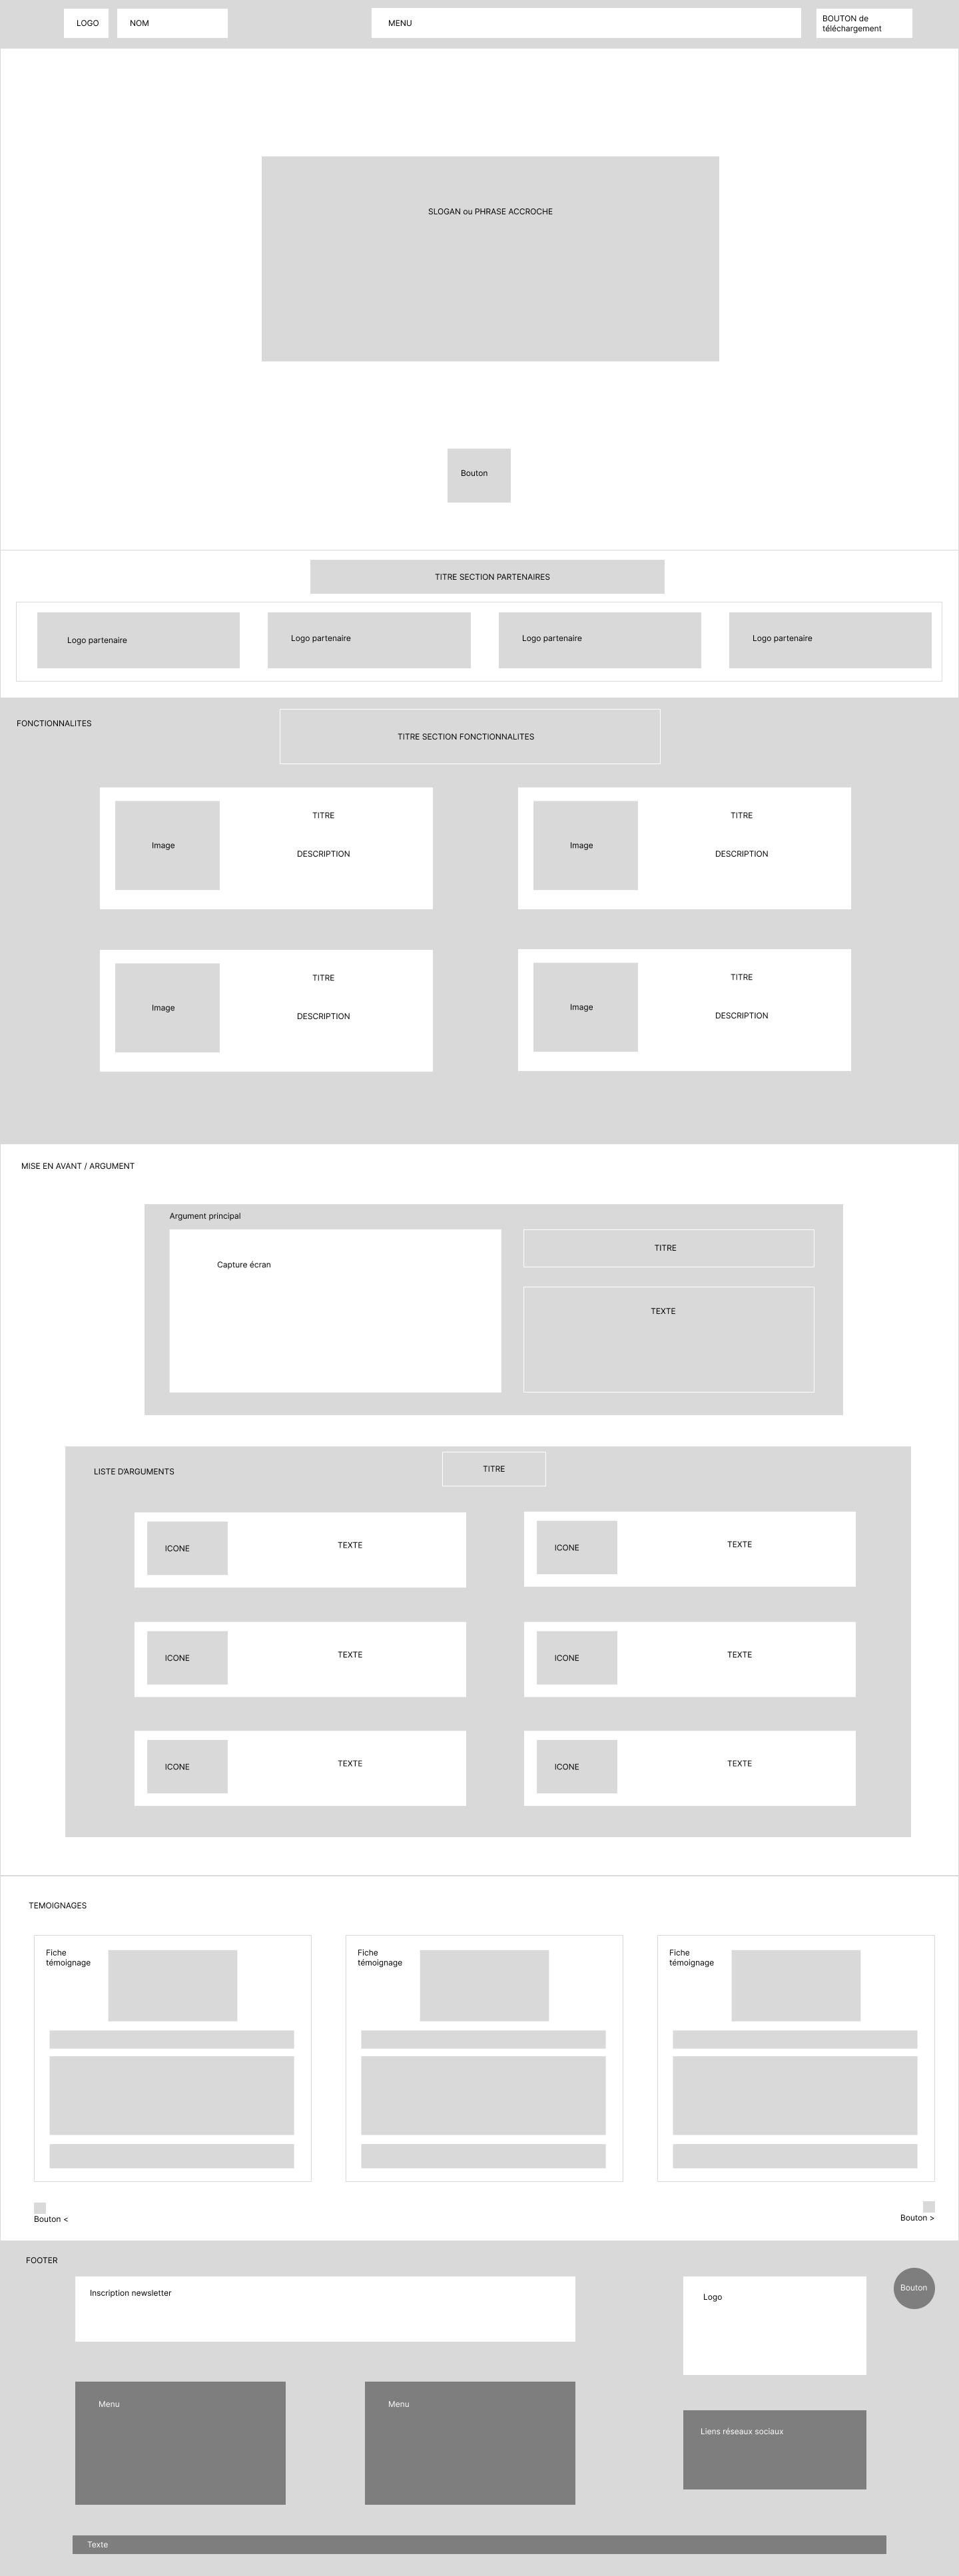 LOGO
NOM
MENU
BOUTON de
téléchargement
SLOGAN ou PHRASE ACCROCHE
Bouton
TITRE SECTION PARTENAIRES
Logo partenaire
Logo partenaire
Logo partenaire
Logo partenaire
FONCTIONNALITES
TITRE SECTION FONCTIONNALITES
Image
TITRE
DESCRIPTION
Image
TITRE
DESCRIPTION
Image
TITRE
DESCRIPTION
Image
TITRE
DESCRIPTION
MISE EN AVANT / ARGUMENT
Argument principal
Capture écran
TITRE
TEXTE
LISTE D'ARGUMENTS
TITRE
ICONE
TEXTE
ICONE
TEXTE
ICONE
TEXTE
ICONE
TEXTE
ICONE
TEXTE
ICONE
TEXTE
TEMOIGNAGES
Fiche
témoignage
Fiche
témoignage
Fiche
témoignage
Bouton <
Bouton >
FOOTER
Inscription newsletter
Logo
Bouton
Menu
Menu
Liens réseaux sociaux
Texte